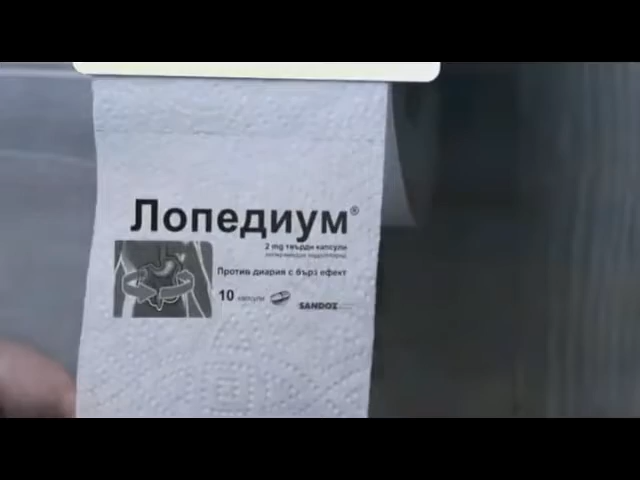 Лопедиум®
2 mg твърди капсули
Против диария с бърз ефект
10 капсули
SANDOZ